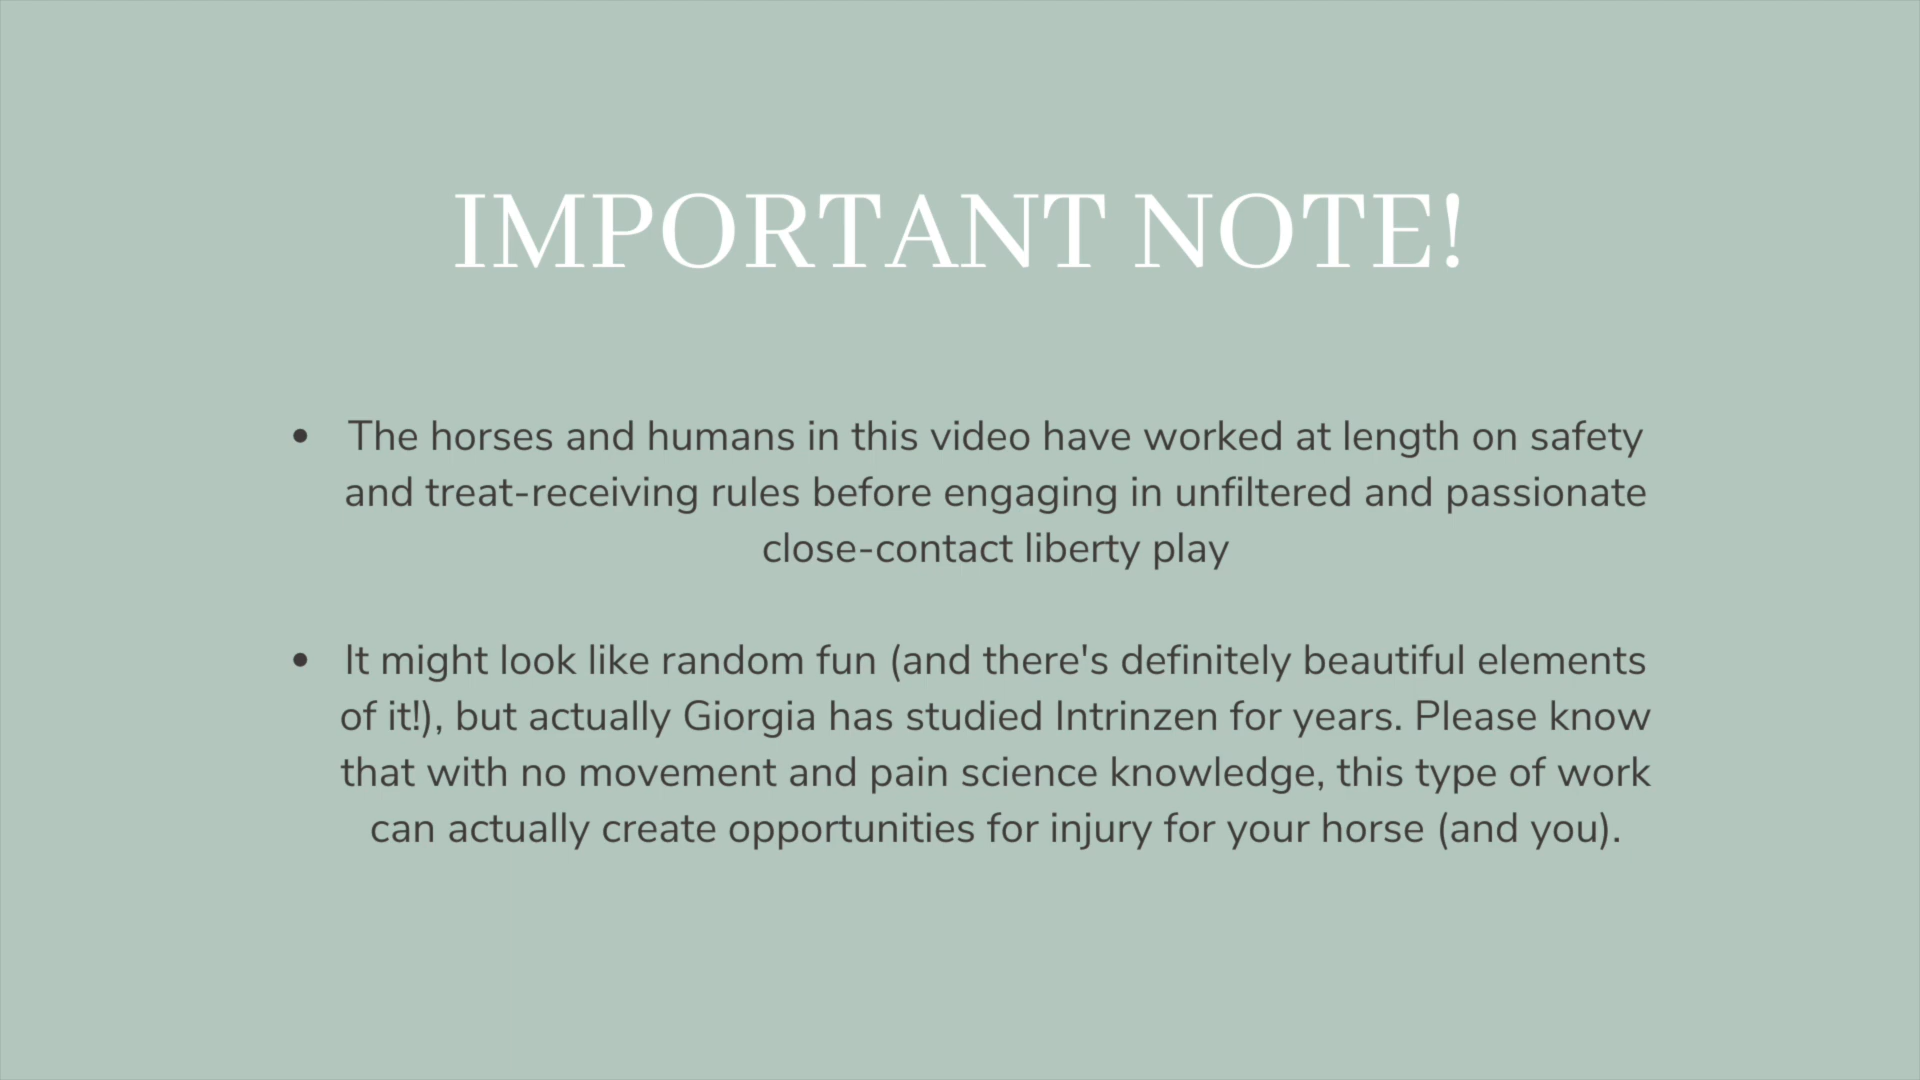 IMPORTANT NOTE!
• The horses and humans in this video have worked at length on safety
and treat-receiving rules before engaging in unfiltered and passionate
close-contact liberty play
• It might look like random fun (and there's definitely beautiful elements
of it!), but actually Giorgia has studied Intrinzen for years. Please know
that with no movement and pain science knowledge, this type of work
can actually create opportunities for injury for your horse (and you).